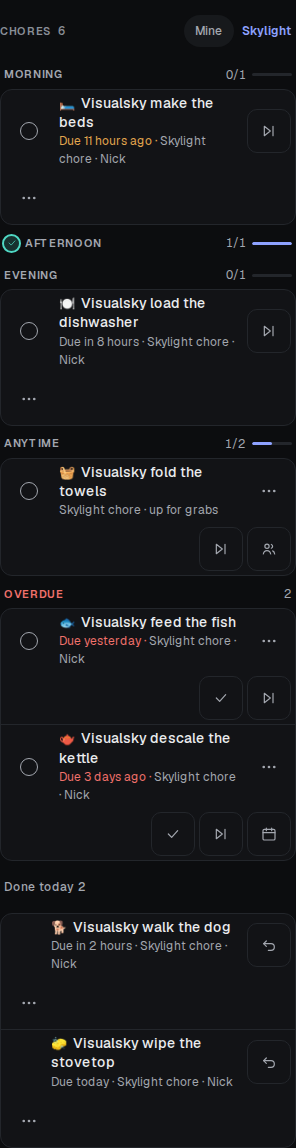 CHORES 6
Mine
Skylight
MORNING 0/1
Visualsky make the
beds
Due 11 hours ago · Skylight
chore · Nick
AFTERNOON 1/1
EVENING 0/1
Visualsky load the
dishwasher
Due in 8 hours · Skylight chore ·
Nick
ANYTIME 1/2
Visualsky fold the
towels
Skylight chore · up for grabs
OVERDUE 2
Visualsky feed the fish
Due yesterday · Skylight chore ·
Nick
Visualsky descale the
kettle
Due 3 days ago · Skylight chore
· Nick
Done today 2
Visualsky walk the dog
Due in 2 hours · Skylight chore ·
Nick
Visualsky wipe the
stovetop
Due today · Skylight chore · Nick